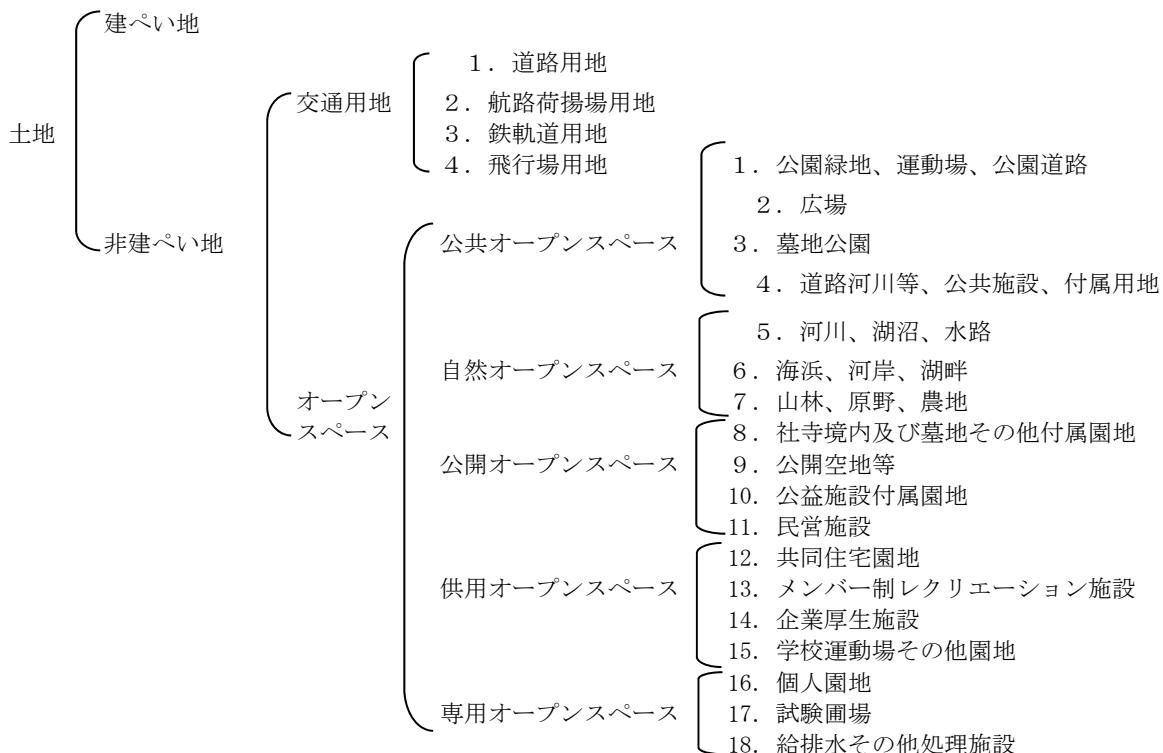 土地
建ぺい地
非建ぺい地
交通用地
１．道路用地
２．航路荷揚場用地
３．鉄軌道用地
４．飛行場用地
オープン
スペース
公共オープンスペース
１．公園緑地、運動場、公園道路
２．広場
３．墓地公園
４．道路河川等、公共施設、付属用地
自然オープンスペース
５．河川、湖沼、水路
６．海浜、河岸、湖畔
７．山林、原野、農地
公開オープンスペース
８．社寺境内及び墓地その他付属園地
９．公開空地等
10．公益施設付属園地
11．民営施設
供用オープンスペース
12．共同住宅園地
13．メンバー制レクリエーション施設
14．企業厚生施設
15．学校運動場その他園地
専用オープンスペース
16．個人園地
17．試験圃場
18．給排水その他処理施設